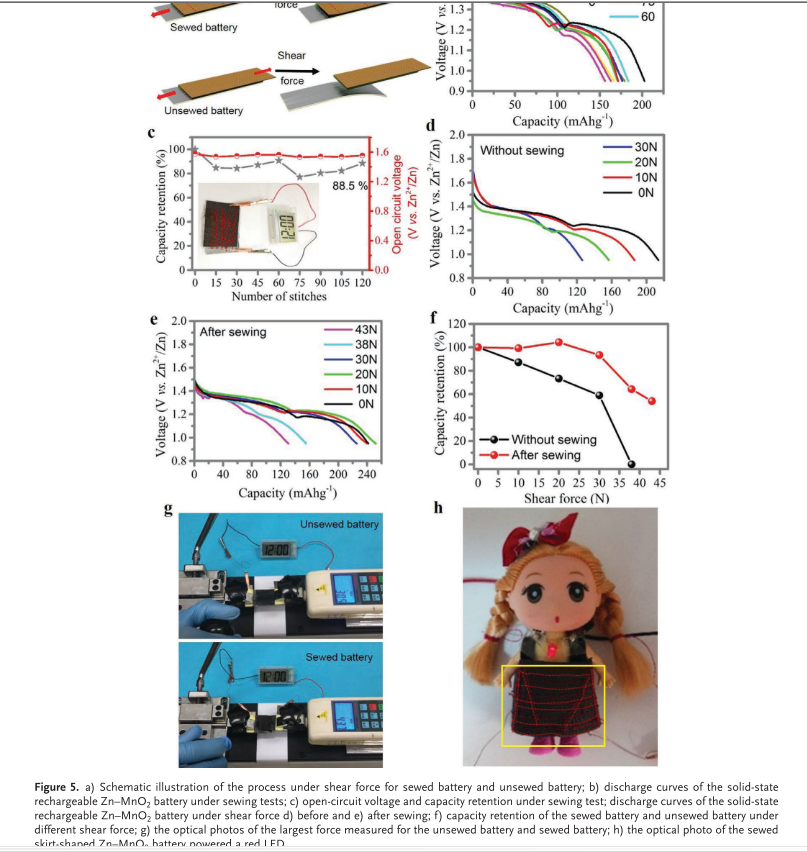 force
Sewed battery
Shear
force
Unsewed battery
Voltage (V vs.
1.3
1.2
1.1
1.0
0.9
60
0 50 100 150 200
Capacity (mAhg-1)
c
Capacity retention (%)
100
80
60
40
20
0
88.5 %
12:00
1.6
1.2
0.8
0.4
0.0
Open circuit voltage
(V vs. Zn2+/Zn)
0 15 30 45 60 75 90 105 120
Number of stitches
d
Voltage (V vs. Zn2+/Zn)
2.0
1.8
1.6
1.4
1.2
1.0
0.8
Without sewing
30N
20N
10N
0N
0 40 80 120 160 200
Capacity (mAhg-1)
e
Voltage (V vs. Zn2+/Zn)
2.0
1.8
1.6
1.4
1.2
1.0
0.8
After sewing
43N
38N
30N
20N
10N
0N
0 40 80 120 160 200 240
Capacity (mAhg-1)
f
Capacity retention (%)
120
100
80
60
40
20
0
Without sewing
After sewing
0 5 10 15 20 25 30 35 40 45
Shear force (N)
g
Unsewed battery
12:00
Sewed battery
12:00
h
Figure 5. a) Schematic illustration of the process under shear force for sewed battery and unsewed battery; b) discharge curves of the solid-state
rechargeable Zn–MnO2 battery under sewing tests; c) open-circuit voltage and capacity retention under sewing test; discharge curves of the solid-state
rechargeable Zn–MnO2 battery under shear force d) before and e) after sewing; f) capacity retention of the sewed battery and unsewed battery under
different shear force; g) the optical photos of the largest force measured for the unsewed battery and sewed battery; h) the optical photo of the sewed
skirt-shaped Zn–MnO2 battery powered a red LED.